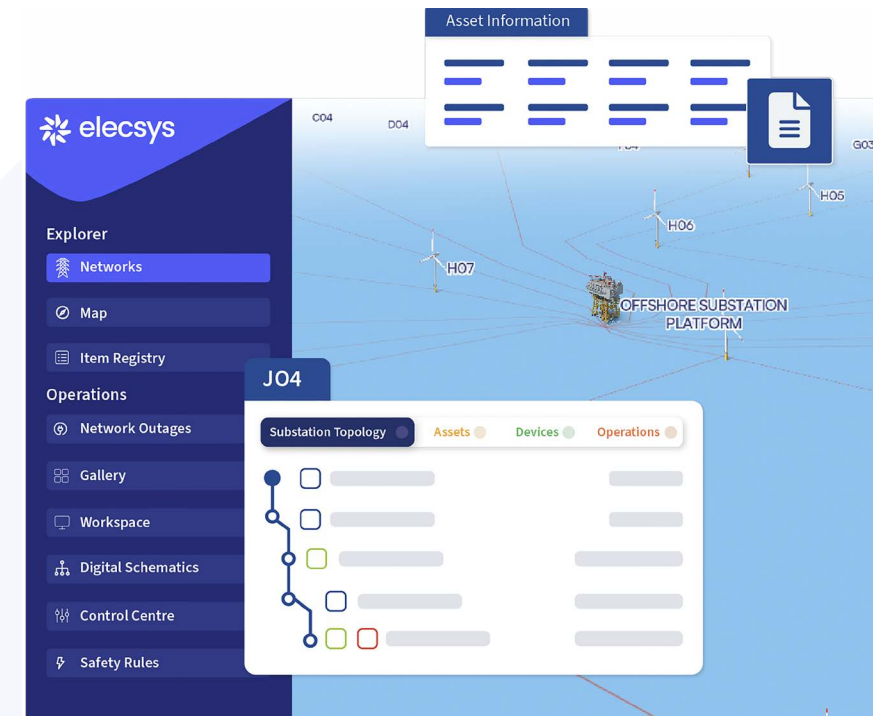 Asset Information
elecsys
C04
D04
G03
H05
H06
H07
OFFSHORE SUBSTATION
PLATFORM
Explorer
Networks
Map
Item Registry
Operations
Network Outages
Gallery
Workspace
Digital Schematics
Control Centre
Safety Rules
J04
Substation Topology
Assets
Devices
Operations